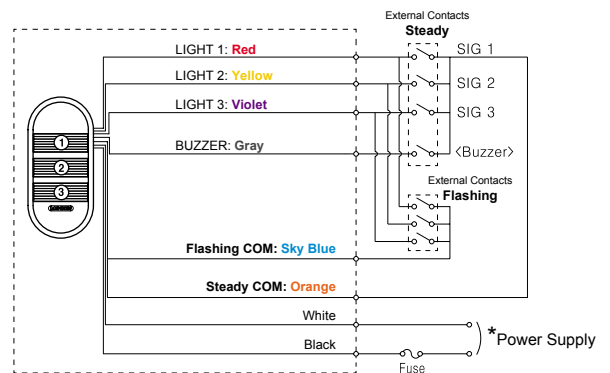 External Contacts
Steady
LIGHT 1: Red
SIG 1
LIGHT 2: Yellow
SIG 2
LIGHT 3: Violet
SIG 3
BUZZER: Gray
<Buzzer>
1
2
3
External Contacts
Flashing
Flashing COM: Sky Blue
Steady COM: Orange
White
*Power Supply
Black
Fuse